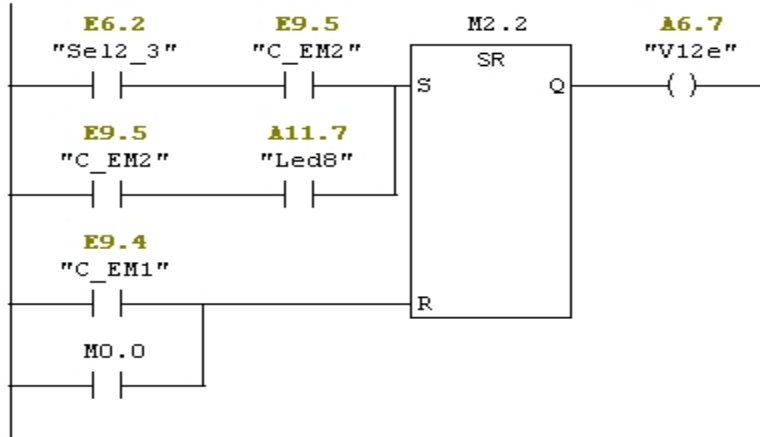 E6.2 E9.5 M2.2 A6.7
"Sel2_3" "C_EM2" SR "V12e"
S Q
E9.5 A11.7
"C_EM2" "Led8"
E9.4
"C_EM1"
R
M0.0